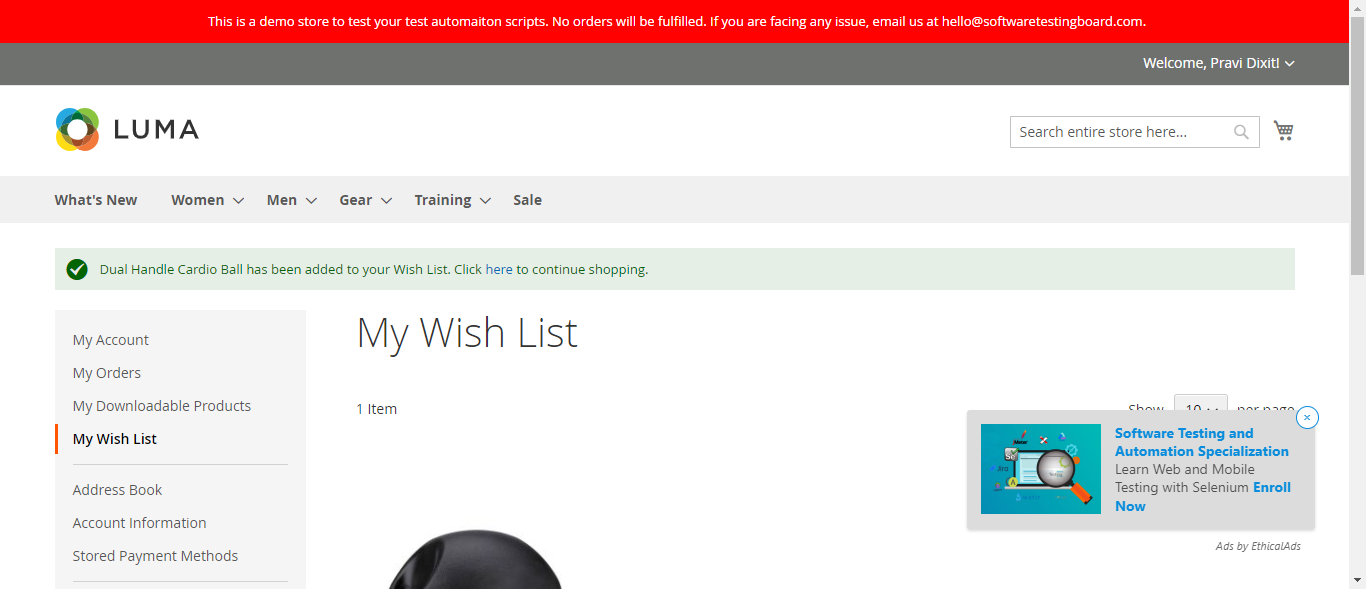 This is a demo store to test your test automaiton scripts. No orders will be fulfilled. If you are facing any issue, email us at hello@softwaretestingboard.com.
Welcome, Pravi Dixit!
LUMA
Search entire store here...
What's New Women Men Gear Training Sale
Dual Handle Cardio Ball has been added to your Wish List. Click here to continue shopping.
My Account
My Orders
My Downloadable Products
My Wish List
Address Book
Account Information
Stored Payment Methods
My Wish List
1 Item
Show 10 per page
Software Testing and
Automation Specialization
Learn Web and Mobile
Testing with Selenium Enroll
Now
Ads by EthicalAds